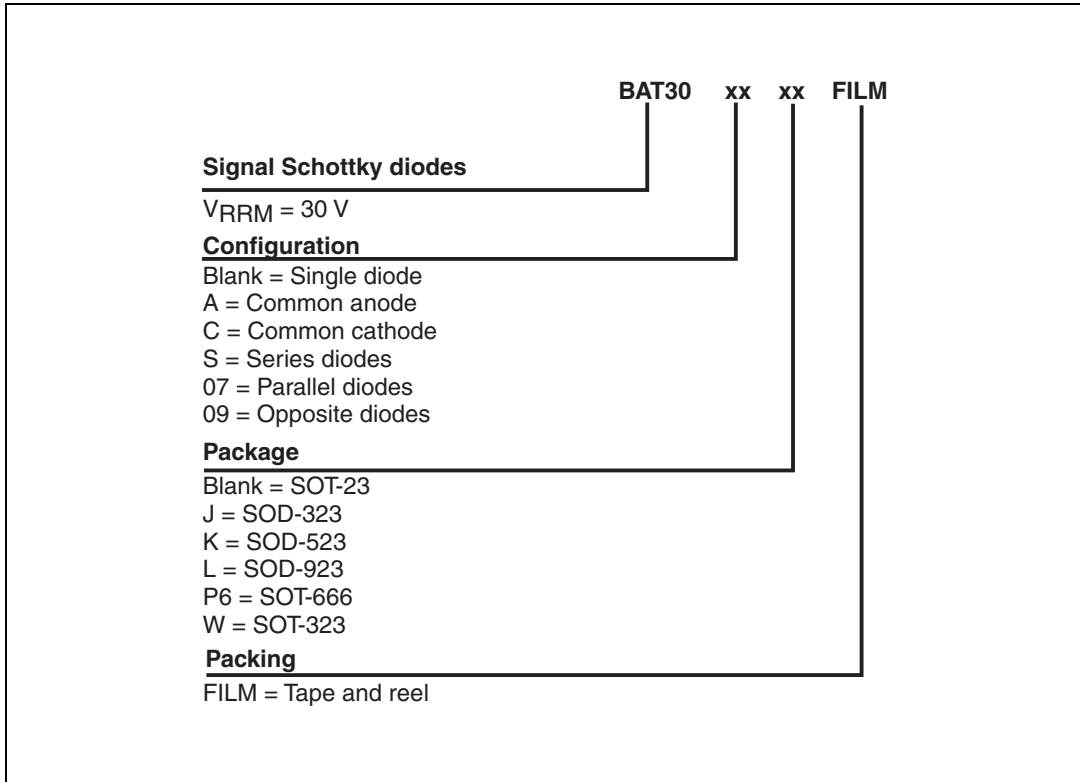 BAT30 xx xx FILM
Signal Schottky diodes
VRRM = 30 V
Configuration
Blank = Single diode
A = Common anode
C = Common cathode
S = Series diodes
07 = Parallel diodes
09 = Opposite diodes
Package
Blank = SOT-23
J = SOD-323
K = SOD-523
L = SOD-923
P6 = SOT-666
W = SOT-323
Packing
FILM = Tape and reel